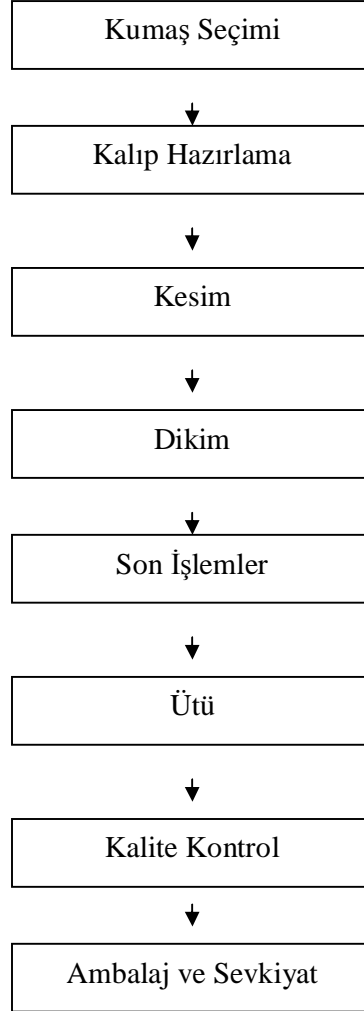 Kumaş Seçimi
Kalıp Hazırlama
Kesim
Dikim
Son İşlemler
Ütü
Kalite Kontrol
Ambalaj ve Sevkiyat